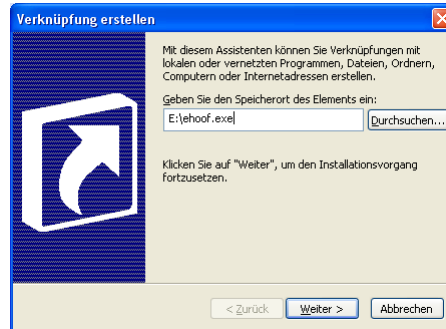 Verknüpfung erstellen
Mit diesem Assistenten können Sie Verknüpfungen mit
lokalen oder vernetzten Programmen, Dateien, Ordnern,
Computern oder Internetadressen erstellen.
Geben Sie den Speicherort des Elements ein:
E:\ehoof.exe
Durchsuchen...
Klicken Sie auf "Weiter", um den Installationsvorgang
fortzusetzen.
< Zurück
Weiter >
Abbrechen